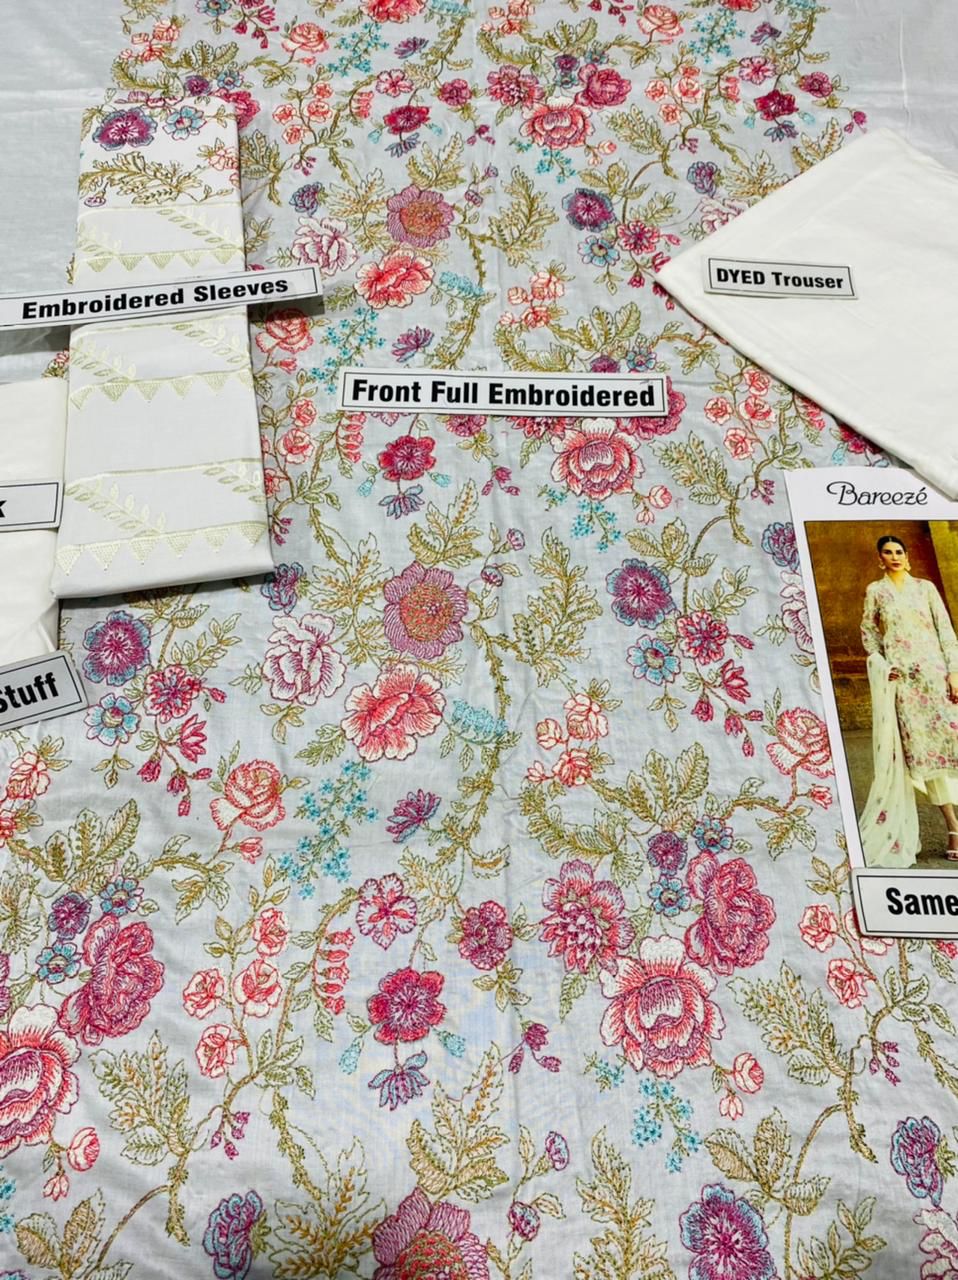 DYED Trouser
Embroidered Sleeves
Front Full Embroidered
Bareezé
K
Stuff
Same